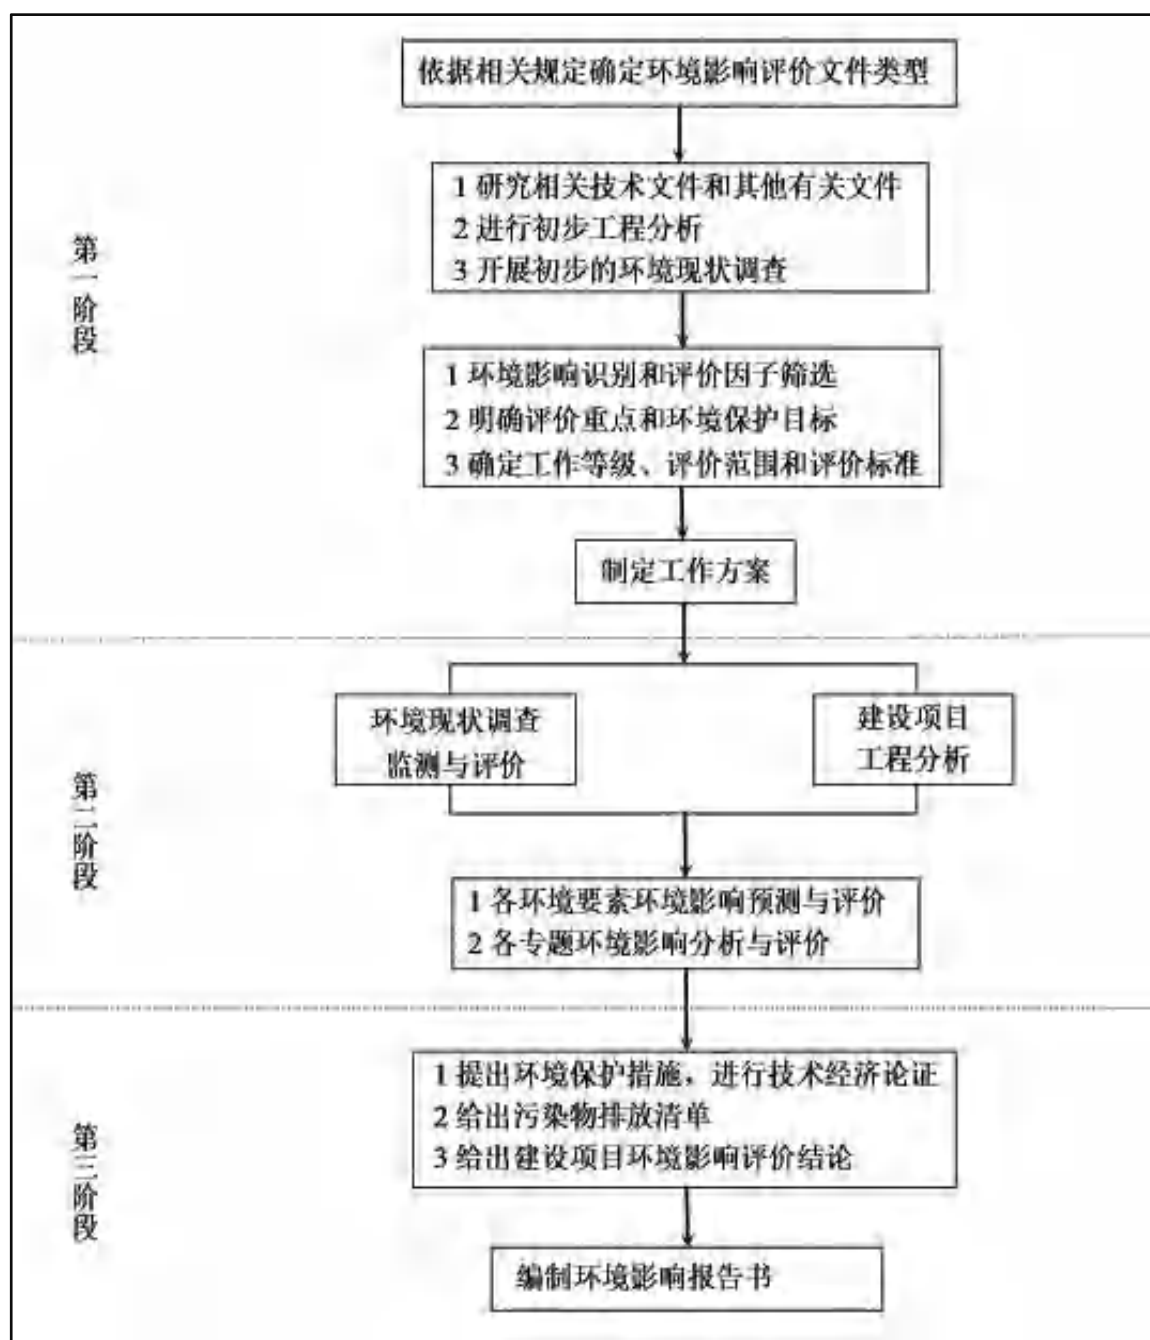 依据相关规定确定环境影响评价文件类型
1 研究相关技术文件和其他有关文件
2 进行初步工程分析
3 开展初步的环境现状调查
第一阶段
1 环境影响识别和评价因子筛选
2 明确评价重点和环境保护目标
3 确定工作等级、评价范围和评价标准
制定工作方案
环境现状调查
监测与评价
建设项目
工程分析
第二阶段
1 各环境要素环境影响预测与评价
2 各专题环境影响分析与评价
1 提出环境保护措施，进行技术经济论证
2 给出污染物排放清单
3 给出建设项目环境影响评价结论
第三阶段
编制环境影响报告书